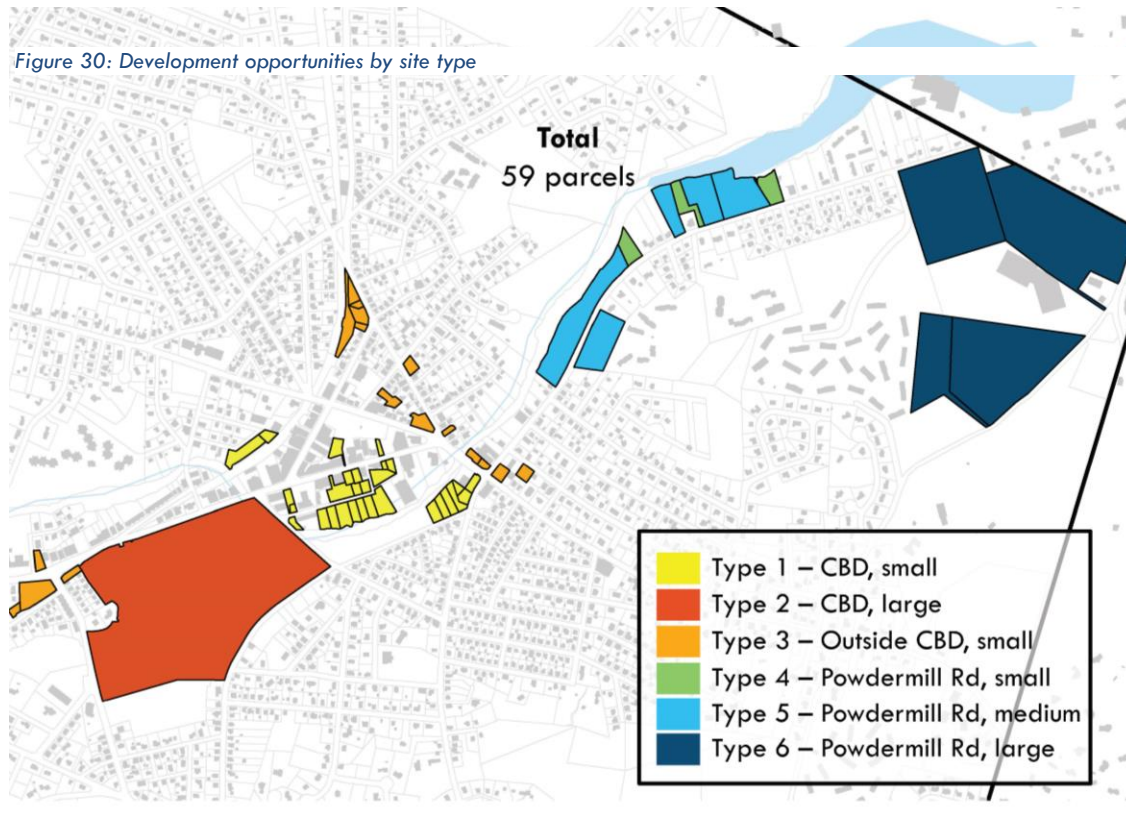 Figure 30: Development opportunities by site type
Total
59 parcels
Type 1 – CBD, small
Type 2 – CBD, large
Type 3 – Outside CBD, small
Type 4 – Powdermill Rd, small
Type 5 – Powdermill Rd, medium
Type 6 – Powdermill Rd, large